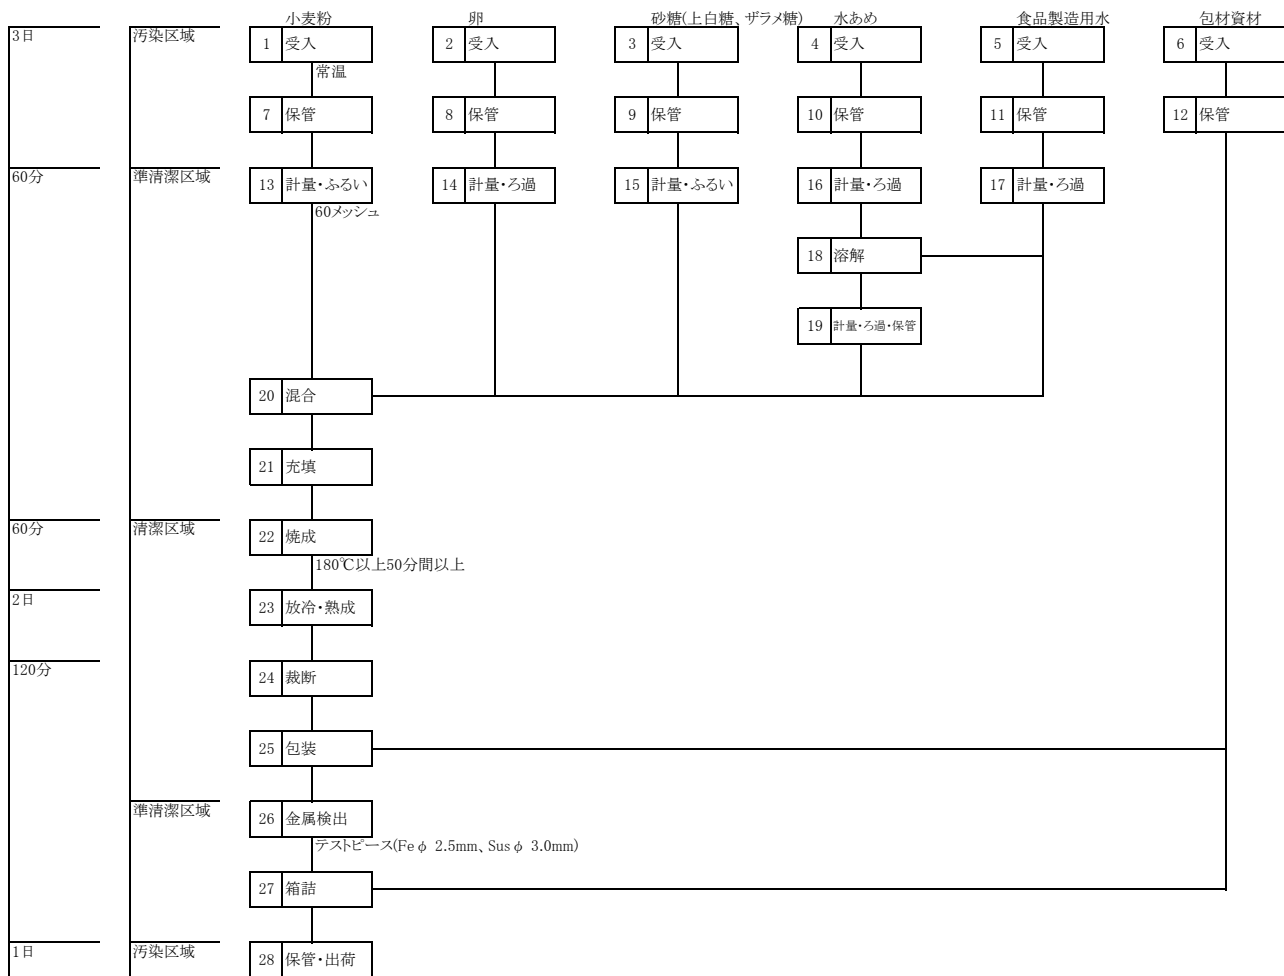 小麦粉 卵 砂糖(上白糖、ザラメ糖) 水あめ 食品製造用水 包材資材
3日 汚染区域 1 受入 2 受入 3 受入 4 受入 5 受入 6 受入
常温
7 保管 8 保管 9 保管 10 保管 11 保管 12 保管
60分 準清潔区域 13 計量・ふるい 14 計量・ろ過 15 計量・ふるい 16 計量・ろ過 17 計量・ろ過
60メッシュ
18 溶解
19 計量・ろ過・保管
20 混合
21 充填
60分 清潔区域 22 焼成
180℃以上50分間以上
2日 23 放冷・熟成
120分 24 裁断
25 包装
準清潔区域 26 金属検出
テストピース(Feφ 2.5mm、Susφ 3.0mm)
27 箱詰
1日 汚染区域 28 保管・出荷